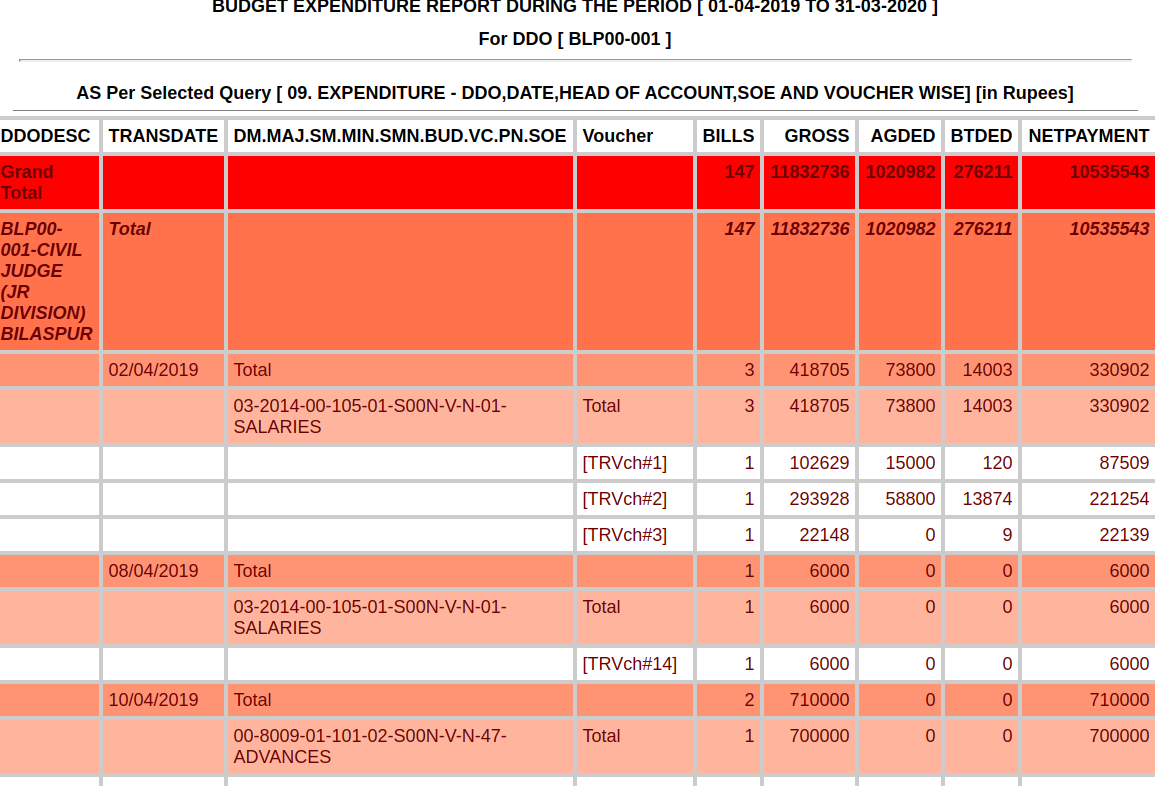 BUDGET EXPENDITURE REPORT DURING THE PERIOD [ 01-04-2019 TO 31-03-2020 ]
For DDO [ BLP00-001 ]
AS Per Selected Query [ 09. EXPENDITURE - DDO,DATE,HEAD OF ACCOUNT,SOE AND VOUCHER WISE] [in Rupees]
DDODESC TRANSDATE DM.MAJ.SM.MIN.SMN.BUD.VC.PN.SOE Voucher BILLS GROSS AGDED BTDED NETPAYMENT
Grand 147 11832736 1020982 276211 10535543
Total
BLP00- Total 147 11832736 1020982 276211 10535543
001-CIVIL
JUDGE
(JR
DIVISION)
BILASPUR
02/04/2019 Total 3 418705 73800 14003 330902
03-2014-00-105-01-S00N-V-N-01- Total 3 418705 73800 14003 330902
SALARIES
[TRVch#1] 1 102629 15000 120 87509
[TRVch#2] 1 293928 58800 13874 221254
[TRVch#3] 1 22148 0 9 22139
08/04/2019 Total 1 6000 0 0 6000
03-2014-00-105-01-S00N-V-N-01- Total 1 6000 0 0 6000
SALARIES
[TRVch#14] 1 6000 0 0 6000
10/04/2019 Total 2 710000 0 0 710000
00-8009-01-101-02-S00N-V-N-47- Total 1 700000 0 0 700000
ADVANCES